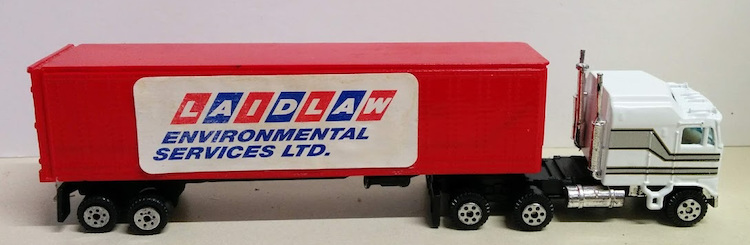 LAIDLAW
ENVIRONMENTAL
SERVICES LTD.